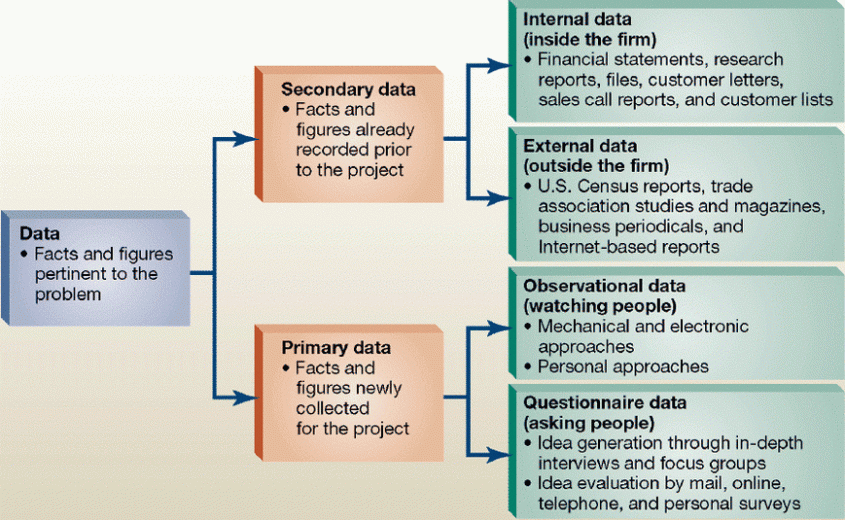 Data
• Facts and figures
pertinent to the
problem
Secondary data
• Facts and
figures already
recorded prior
to the project
Primary data
• Facts and
figures newly
collected
for the project
Internal data
(inside the firm)
• Financial statements, research
reports, files, customer letters,
sales call reports, and customer lists
External data
(outside the firm)
• U.S. Census reports, trade
association studies and magazines,
business periodicals, and
Internet-based reports
Observational data
(watching people)
• Mechanical and electronic
approaches
• Personal approaches
Questionnaire data
(asking people)
• Idea generation through in-depth
interviews and focus groups
• Idea evaluation by mail, online,
telephone, and personal surveys